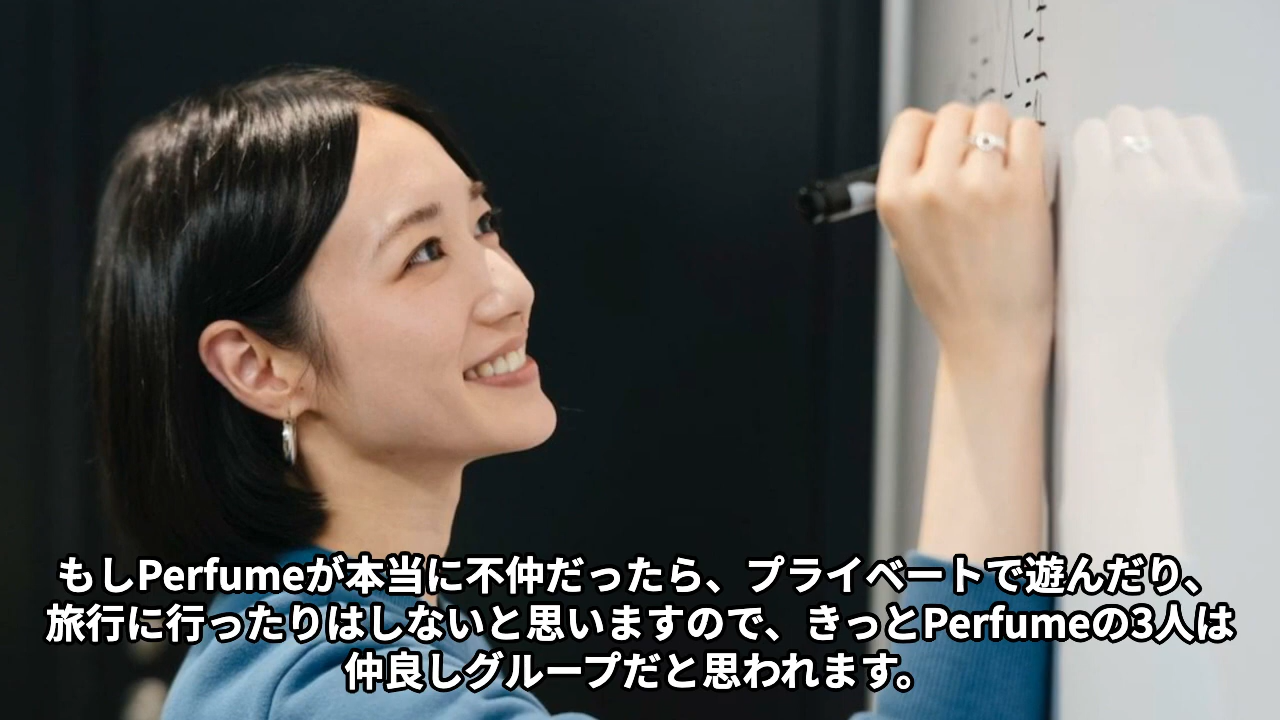 もしPerfumeが本当に不仲だったら、プライベートで遊んだり、
旅行に行ったりはしないと思いますので、きっとPerfumeの3人は
仲良しグループだと思われます。